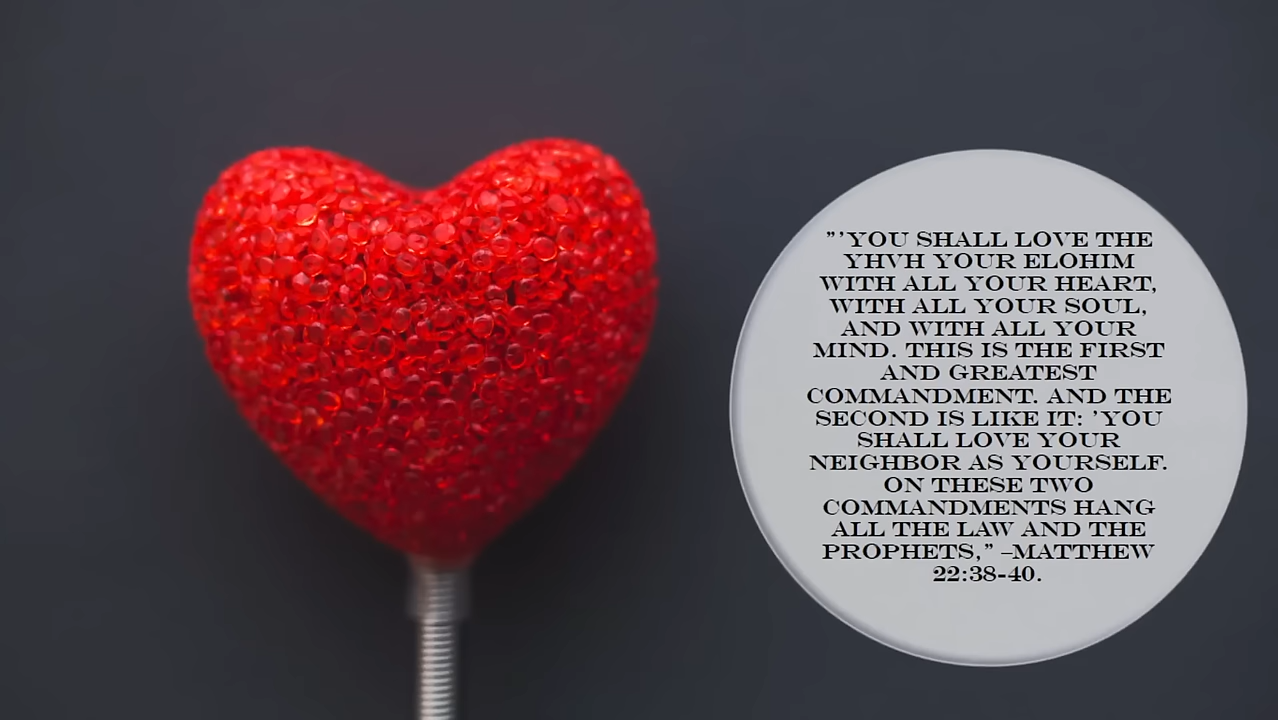 "'YOU SHALL LOVE THE
YHVH YOUR ELOHIM
WITH ALL YOUR HEART,
WITH ALL YOUR SOUL,
AND WITH ALL YOUR
MIND. THIS IS THE FIRST
AND GREATEST
COMMANDMENT. AND THE
SECOND IS LIKE IT: 'YOU
SHALL LOVE YOUR
NEIGHBOR AS YOURSELF.
ON THESE TWO
COMMANDMENTS HANG
ALL THE LAW AND THE
PROPHETS," –MATTHEW
22:38-40.